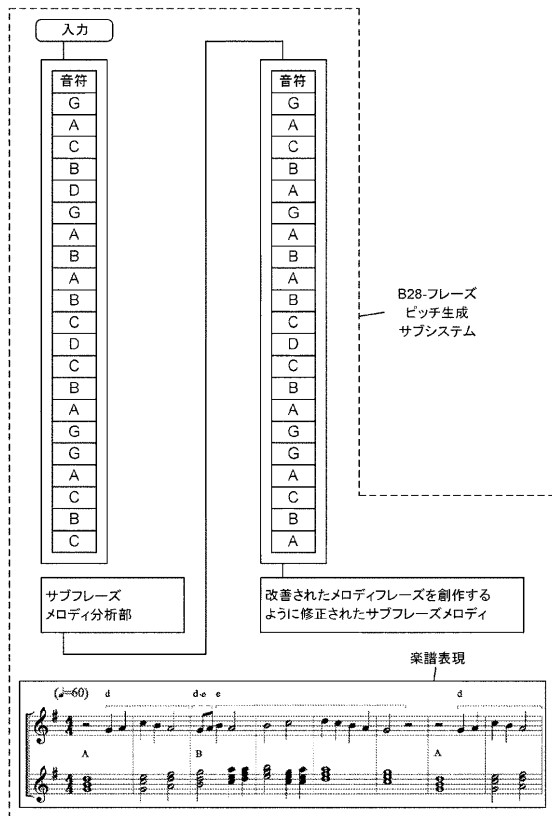 入力
音符
G
A
C
B
D
G
A
B
A
B
C
D
C
B
A
G
G
A
C
B
C
サブフレーズ
メロディ分析部
音符
G
A
C
B
A
G
A
B
A
B
C
D
C
B
A
G
G
A
C
B
A
改善されたメロディフレーズを創作する
ように修正されたサブフレーズメロディ
B28-フレーズ
ピッチ生成
サブシステム
楽譜表現
(♩=60) d d-e e d
A B A